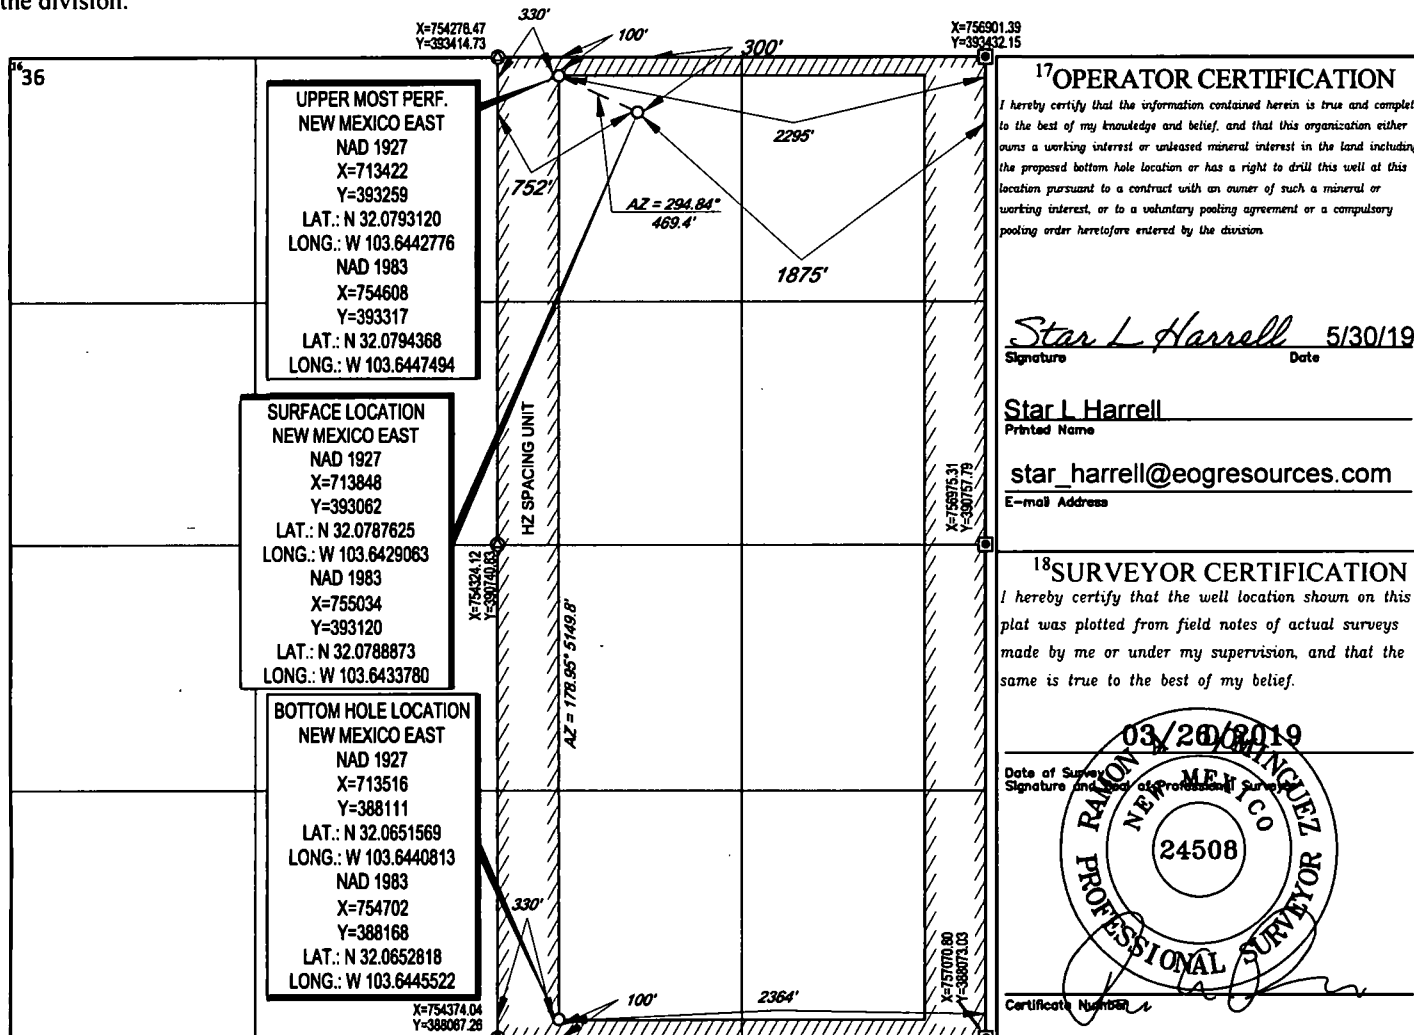 the division.
X=754278.47
Y=393414.73
330'
100'
300'
X=756901.39
Y=393432.15
16
36
UPPER MOST PERF.
NEW MEXICO EAST
NAD 1927
X=713422
Y=393259
LAT.: N 32.0793120
LONG.: W 103.6442776
NAD 1983
X=754608
Y=393317
LAT.: N 32.0794368
LONG.: W 103.6447494
2295'
752'
AZ = 294.84°
469.4'
1875'
SURFACE LOCATION
NEW MEXICO EAST
NAD 1927
X=713848
Y=393062
LAT.: N 32.0787625
LONG.: W 103.6429063
NAD 1983
X=755034
Y=393120
LAT.: N 32.0788873
LONG.: W 103.6433780
HZ SPACING UNIT
X=754324.12
Y=390740.83
X=756975.31
Y=390757.79
AZ = 178.95° 5149.8'
BOTTOM HOLE LOCATION
NEW MEXICO EAST
NAD 1927
X=713516
Y=388111
LAT.: N 32.0651569
LONG.: W 103.6440813
NAD 1983
X=754702
Y=388168
LAT.: N 32.0652818
LONG.: W 103.6445522
330'
100'
2364'
X=754374.04
Y=388067.26
X=757070.80
Y=388073.03
17 OPERATOR CERTIFICATION
I hereby certify that the information contained herein is true and complet
to the best of my knowledge and belief, and that this organization either
owns a working interest or unleased mineral interest in the land including
the proposed bottom hole location or has a right to drill this well at this
location pursuant to a contract with an owner of such a mineral or
working interest, or to a voluntary pooling agreement or a compulsory
pooling order heretofore entered by the division
Star L Harrell 5/30/19
Signature Date
Star L Harrell
Printed Name
star_harrell@eogresources.com
E-mail Address
18 SURVEYOR CERTIFICATION
I hereby certify that the well location shown on this
plat was plotted from field notes of actual surveys
made by me or under my supervision, and that the
same is true to the best of my belief.
03/26/2019
Date of Survey
Signature and Seal of Professional Surveyor
RAMON A. DOMINGUEZ
NEW MEXICO
24508
PROFESSIONAL SURVEYOR
Certificate Number